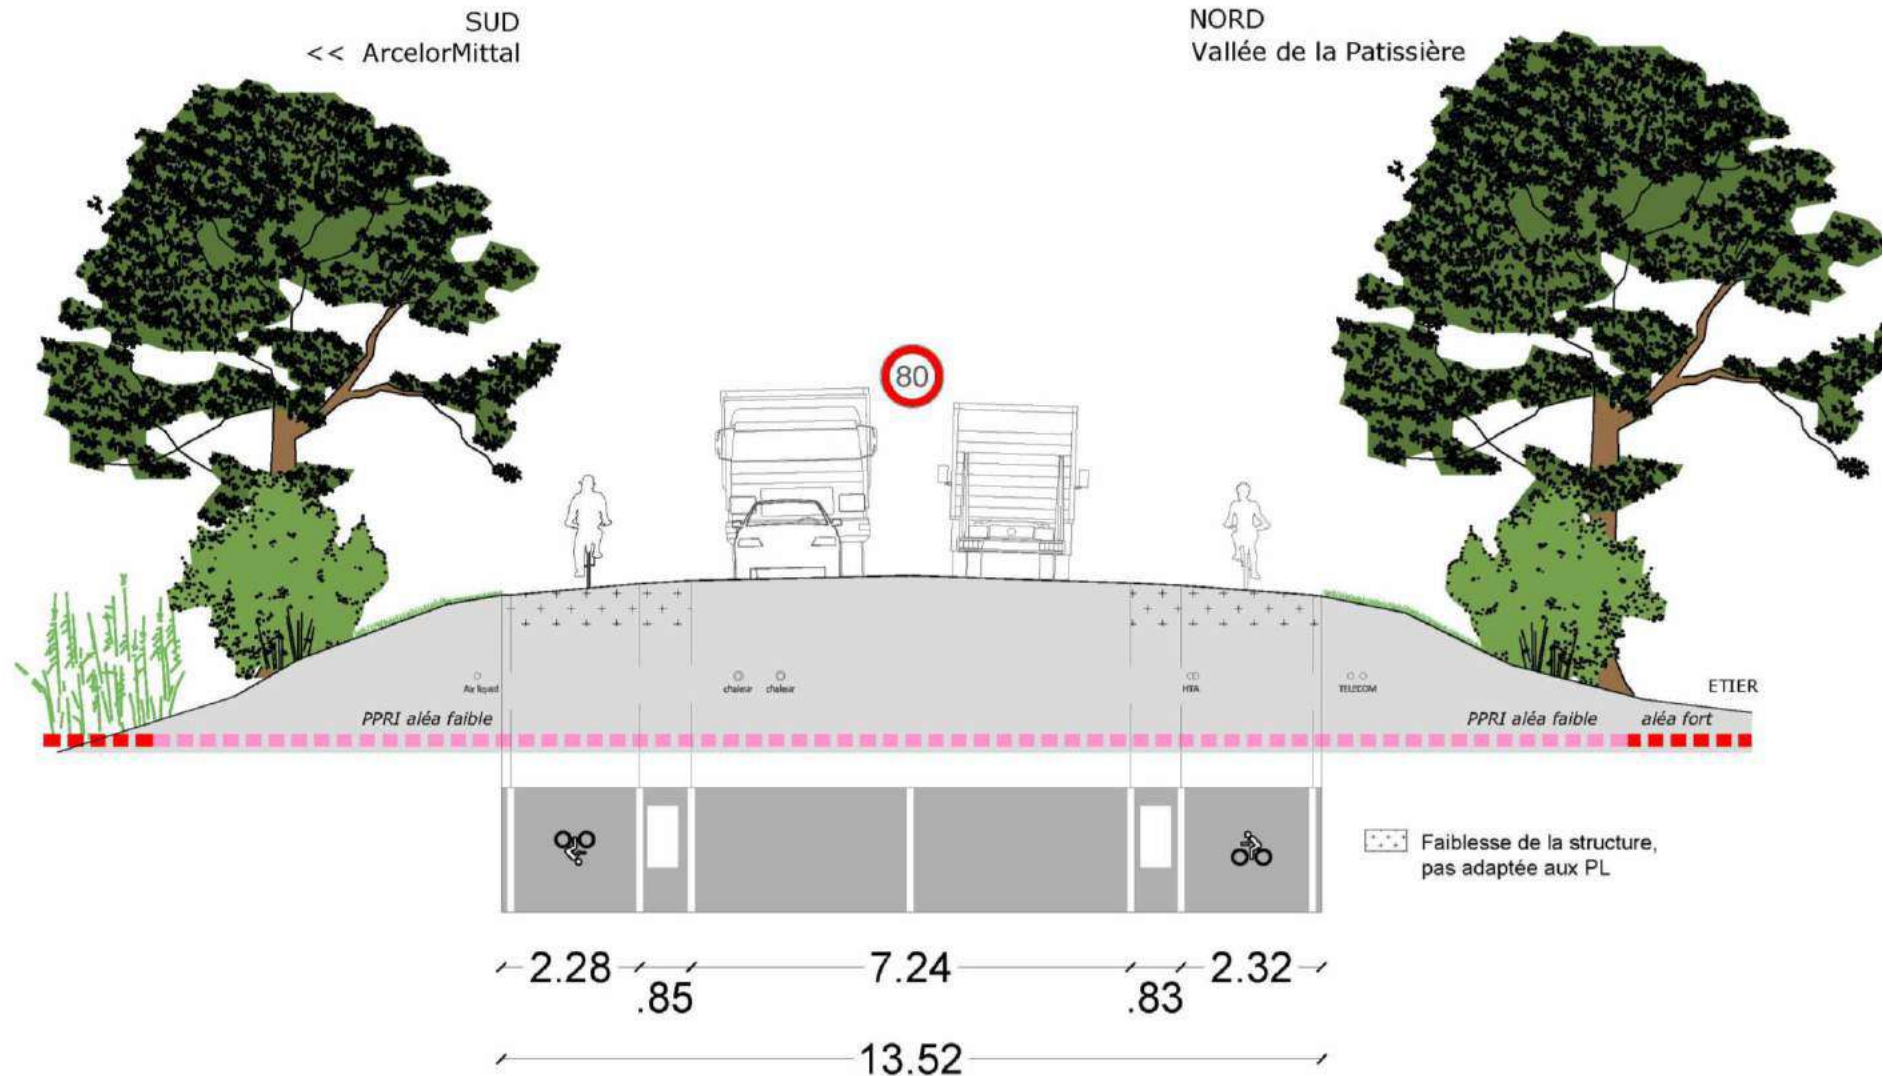 SUD
<< ArcelorMittal
NORD
Vallée de la Patissière
80
Air liquid
chaleur
chaleur
HTA
TELECOM
ETIER
PPRI aléa faible
PPRI aléa faible
aléa fort
Faiblesse de la structure,
pas adaptée aux PL
2.28
7.24
2.32
.85
.83
13.52